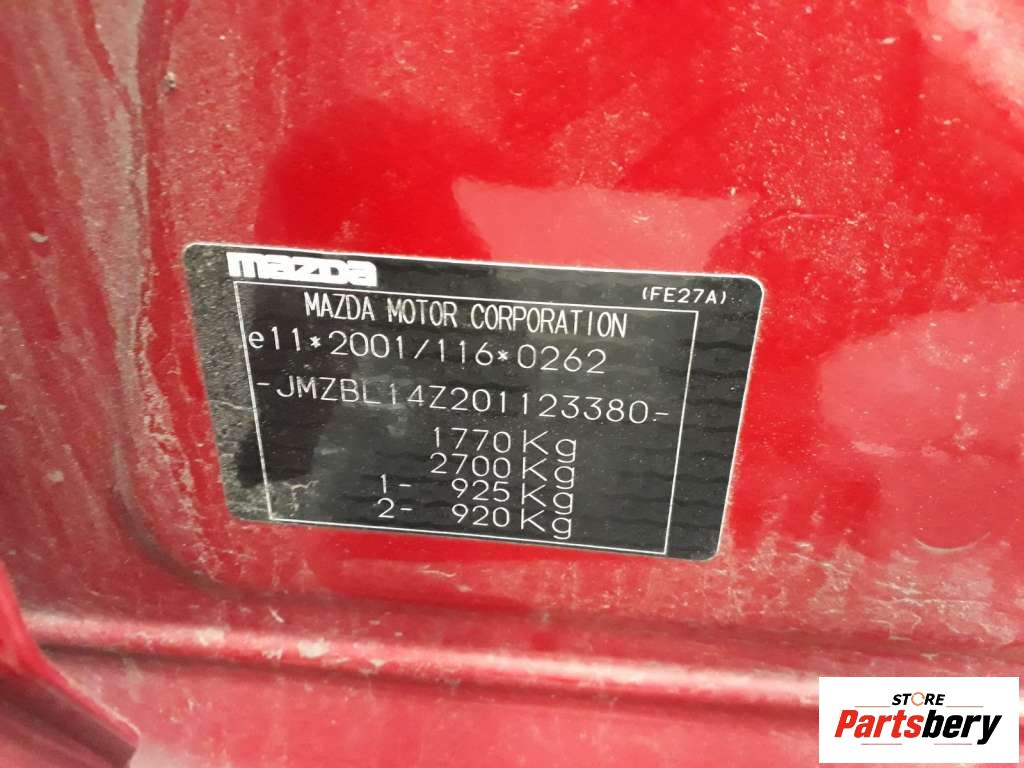 mazda
(FE27A)
MAZDA MOTOR CORPORATION
e11*2001/116*0262
-JMZBL14Z201123380-
1770Kg
2700Kg
1- 925Kg
2- 920Kg
STORE
Partsbery